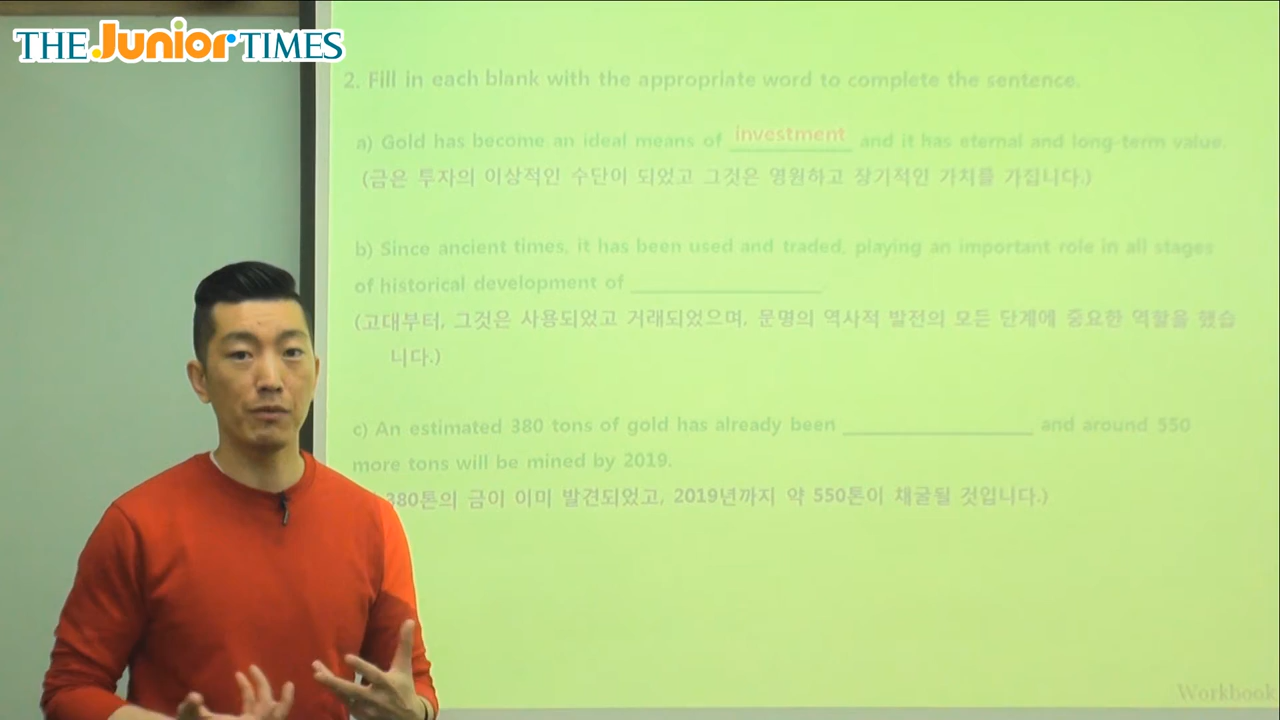 THE Junior TIMES
2. Fill in each blank with the appropriate word to complete the sentence.
a) Gold has become an ideal means of investment and it has eternal and long-term value.
(금은 투자의 이상적인 수단이 되었고 그것은 영원하고 장기적인 가치를 가집니다.)
b) Since ancient times, it has been used and traded, playing an important role in all stages
of historical development of ____________.
(고대부터, 그것은 사용되었고 거래되었으며, 문명의 역사적 발전의 모든 단계에 중요한 역할을 했습
니다.)
c) An estimated 380 tons of gold has already been ____________ and around 550
more tons will be mined by 2019.
380톤의 금이 이미 발견되었고, 2019년까지 약 550톤이 채굴될 것입니다.)
Workbook